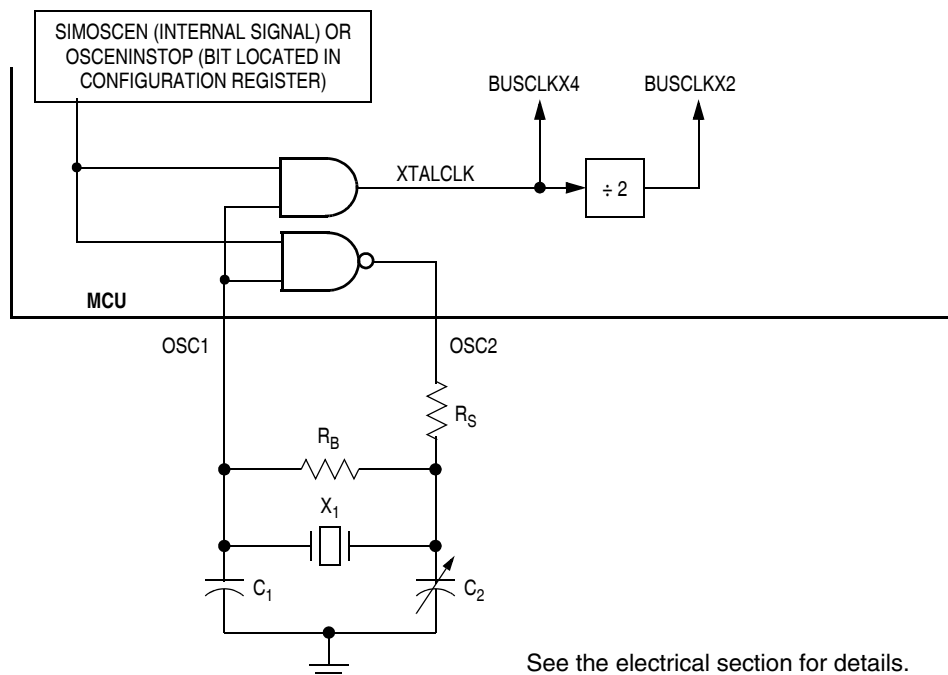 SIMOSCEN (INTERNAL SIGNAL) OR
OSCENINSTOP (BIT LOCATED IN
CONFIGURATION REGISTER)
BUSCLKX4
BUSCLKX2
XTALCLK
÷ 2
MCU
OSC1
OSC2
RS
RB
X1
C1
C2
See the electrical section for details.